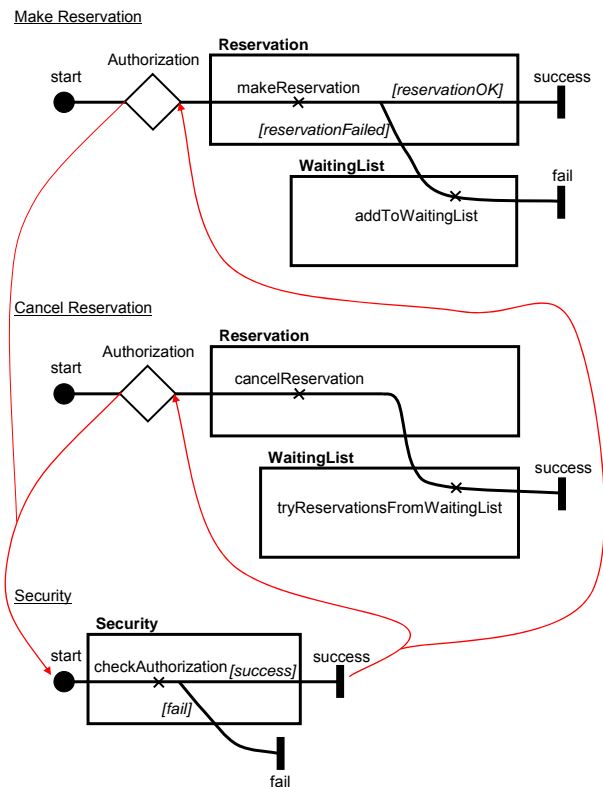 Make Reservation
Reservation
Authorization
start
makeReservation
[reservationOK]
success
[reservationFailed]
WaitingList
fail
addToWaitingList
Cancel Reservation
Reservation
Authorization
start
cancelReservation
WaitingList
success
tryReservationsFromWaitingList
Security
Security
start
checkAuthorization
[success]
success
[fail]
fail